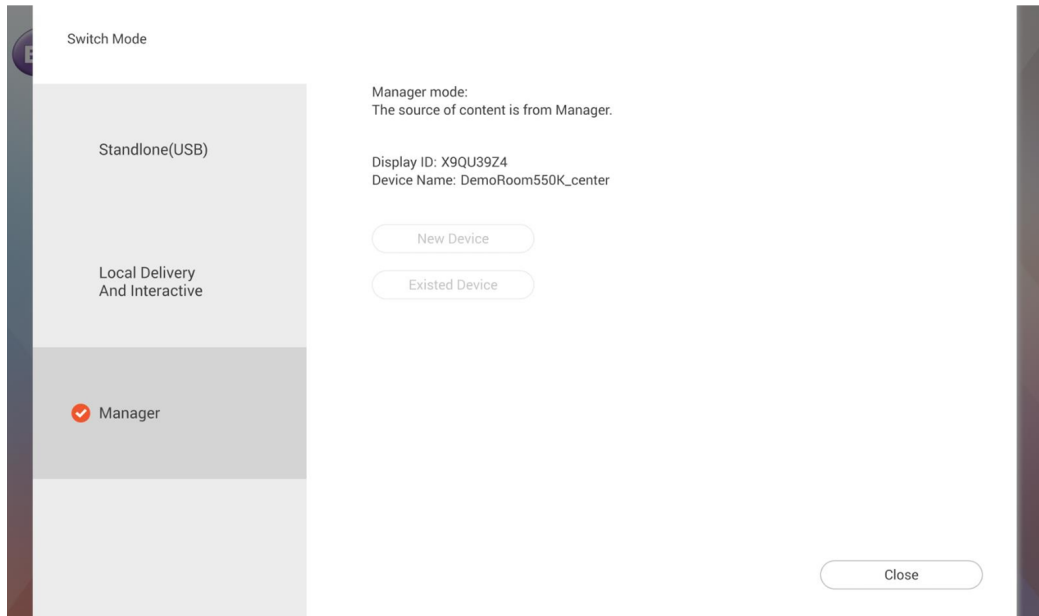 Switch Mode
Standlone(USB)
Local Delivery
And Interactive
Manager
Manager mode:
The source of content is from Manager.
Display ID: X9QU39Z4
Device Name: DemoRoom550K_center
New Device
Existed Device
Close